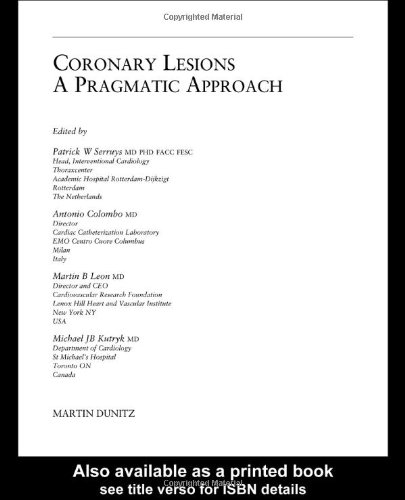 Copyrighted Material
CORONARY LESIONS
A PRAGMATIC APPROACH
Edited by
Patrick W Serruys MD PHD FACC FESC
Head, Interventional Cardiology
Thoraxcenter
Academic Hospital Rotterdam-Dijkzigt
Rotterdam
The Netherlands
Antonio Colombo MD
Director
Cardiac Catheterization Laboratory
EMO Centro Cuore Columbus
Milan
Italy
Martin B Leon MD
Director and CEO
Cardiovascular Research Foundation
Lenox Hill Heart and Vascular Institute
New York NY
USA
Michael JB Kutryk MD
Department of Cardiology
St Michael's Hospital
Toronto ON
Canada
MARTIN DUNITZ
Also available as a printed book
see title verso for ISBN details
Copyrighted Material